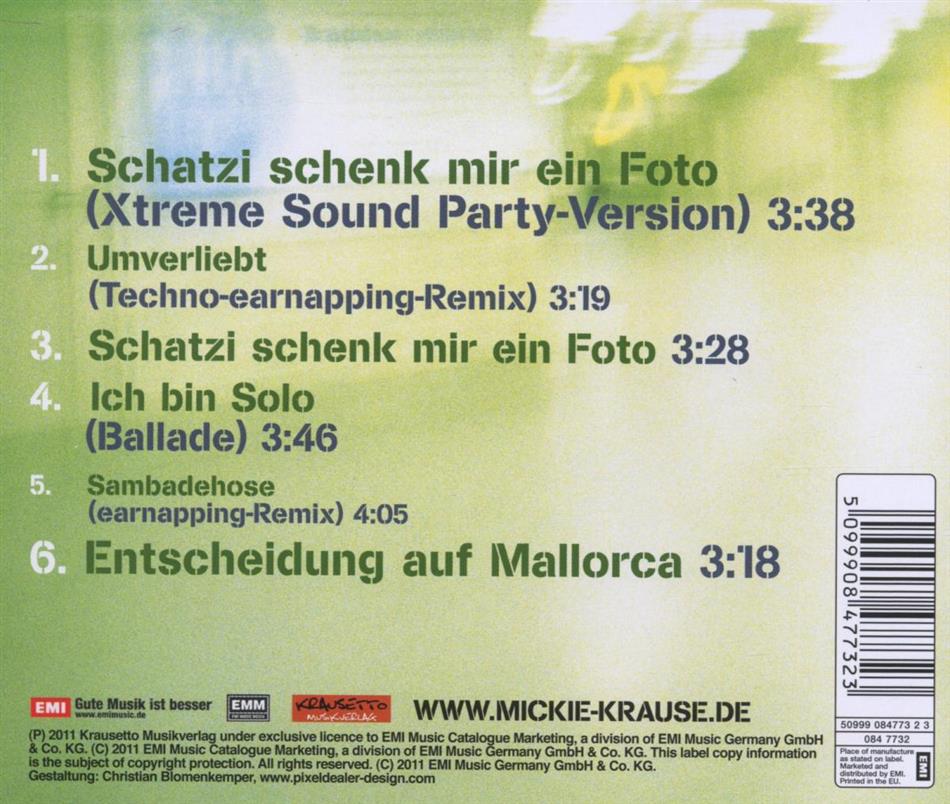 1. Schatzi schenk mir ein Foto
(Xtreme Sound Party-Version) 3:38
2. Umverliebt
(Techno-earnapping-Remix) 3:19
3. Schatzi schenk mir ein Foto 3:28
4. Ich bin Solo
(Ballade) 3:46
5. Sambadehose
(earnapping-Remix) 4:05
6. Entscheidung auf Mallorca 3:18
5 099908 477323
EMI Gute Musik ist besser
www.emimusic.de
EMM
KRAUSETTO
MUSIKVERLAG
WWW.MICKIE-KRAUSE.DE
(P) 2011 Krausetto Musikverlag under exclusive licence to EMI Music Catalogue Marketing, a division of EMI Music Germany GmbH
& Co. KG. (C) 2011 EMI Music Catalogue Marketing, a division of EMI Music Germany GmbH & Co. KG. This label copy information
is the subject of copyright protection. All rights reserved. (C) 2011 EMI Music Germany GmbH & Co. KG.
Gestaltung: Christian Blomenkemper, www.pixeldealer-design.com
50999 084773 2 3
084 7732
Place of manufacture
as stated on label.
Marketed and
distributed by EMI.
Printed in the EU.
EMI